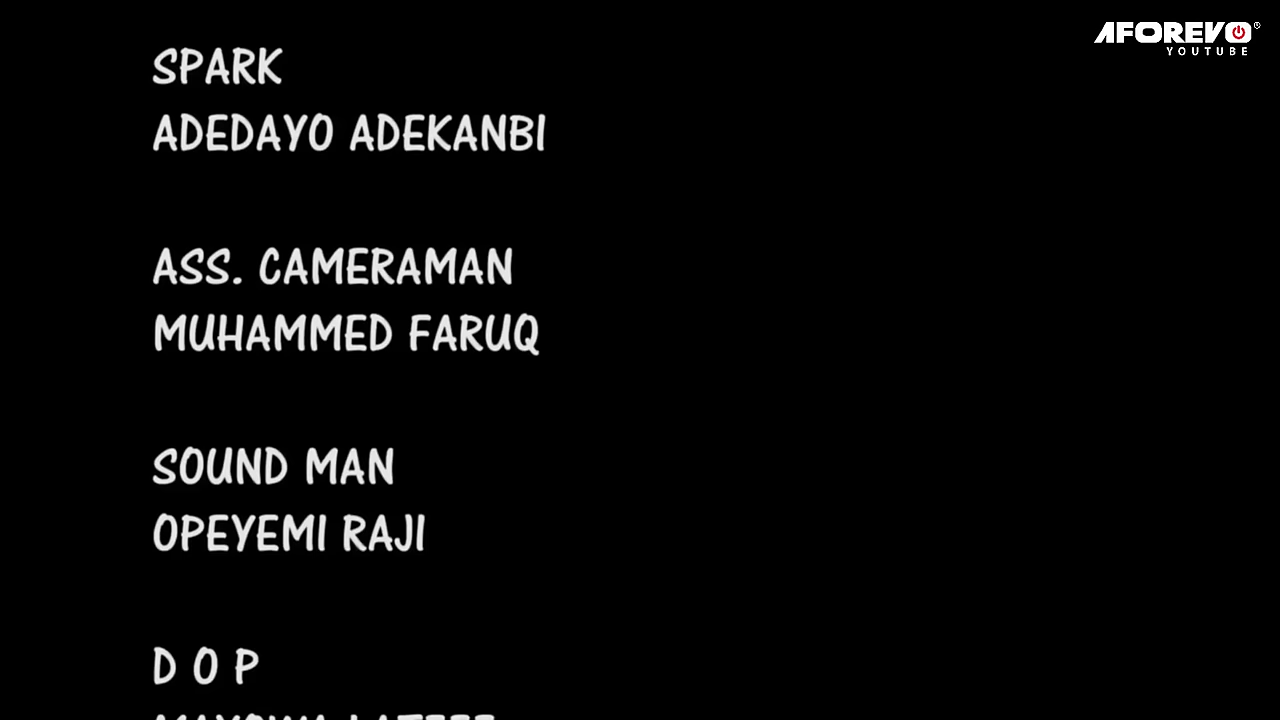 AFOREVO®
YOUTUBE
SPARK
ADEDAYO ADEKANBI
ASS. CAMERAMAN
MUHAMMED FARUQ
SOUND MAN
OPEYEMI RAJI
D O P